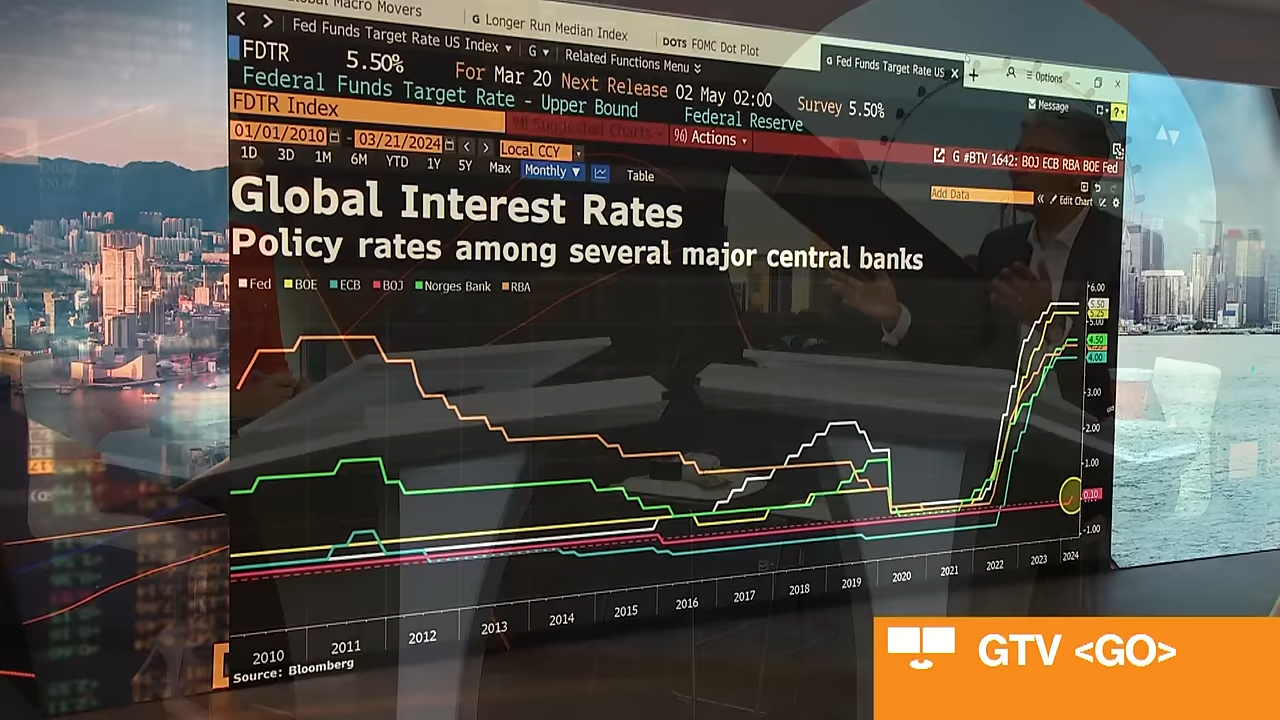 Global Macro Movers
G Longer Run Median Index
DOTS FOMC Dot Plot
G Fed Funds Target Rate US X +
Options
Fed Funds Target Rate US Index ▾ G ▾ Related Functions Menu
Message
FDTR 5.50% For Mar 20 Next Release 02 May 02:00 Survey 5.50%
Federal Funds Target Rate - Upper Bound Federal Reserve
FDTR Index
94) Suggested Charts 96) Actions ▾
G #BTV 1642: BOJ ECB RBA BOE Fed
01/01/2010 - 03/21/2024 Local CCY
1D 3D 1M 6M YTD 1Y 5Y Max Monthly ▼ Table
Add Data « Edit Chart
Global Interest Rates
Policy rates among several major central banks
Fed BOE ECB BOJ Norges Bank RBA
6.00
5.50
5.25
5.00
4.50
4.00
3.00
2.00
1.00
0.10
-1.00
2010 2011 2012 2013 2014 2015 2016 2017 2018 2019 2020 2021 2022 2023 2024
Source: Bloomberg
GTV <GO>